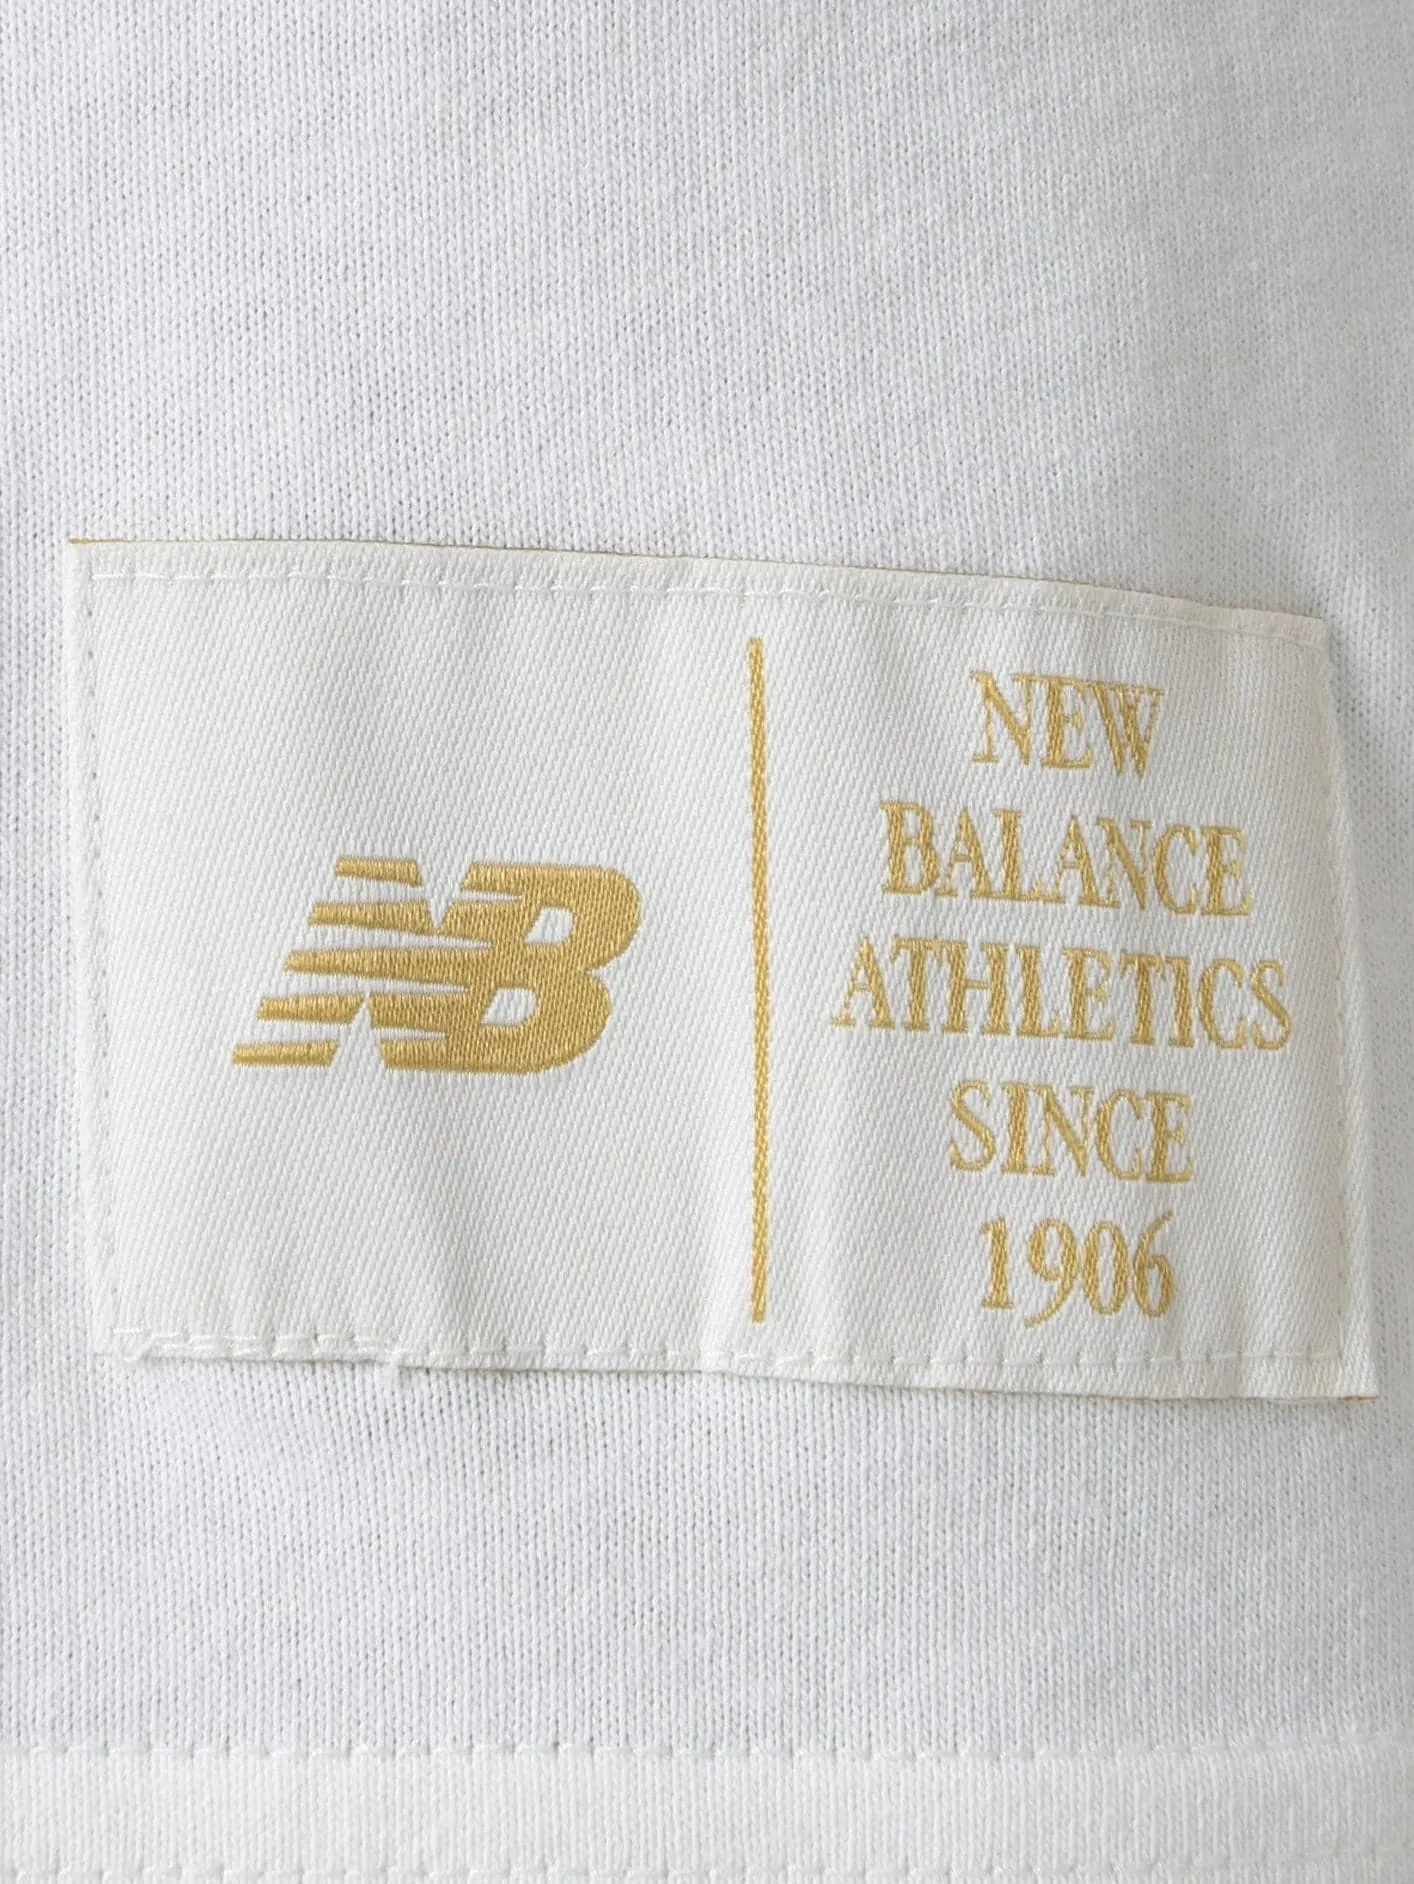 NB
NEW
BALANCE
ATHLETICS
SINCE
1906